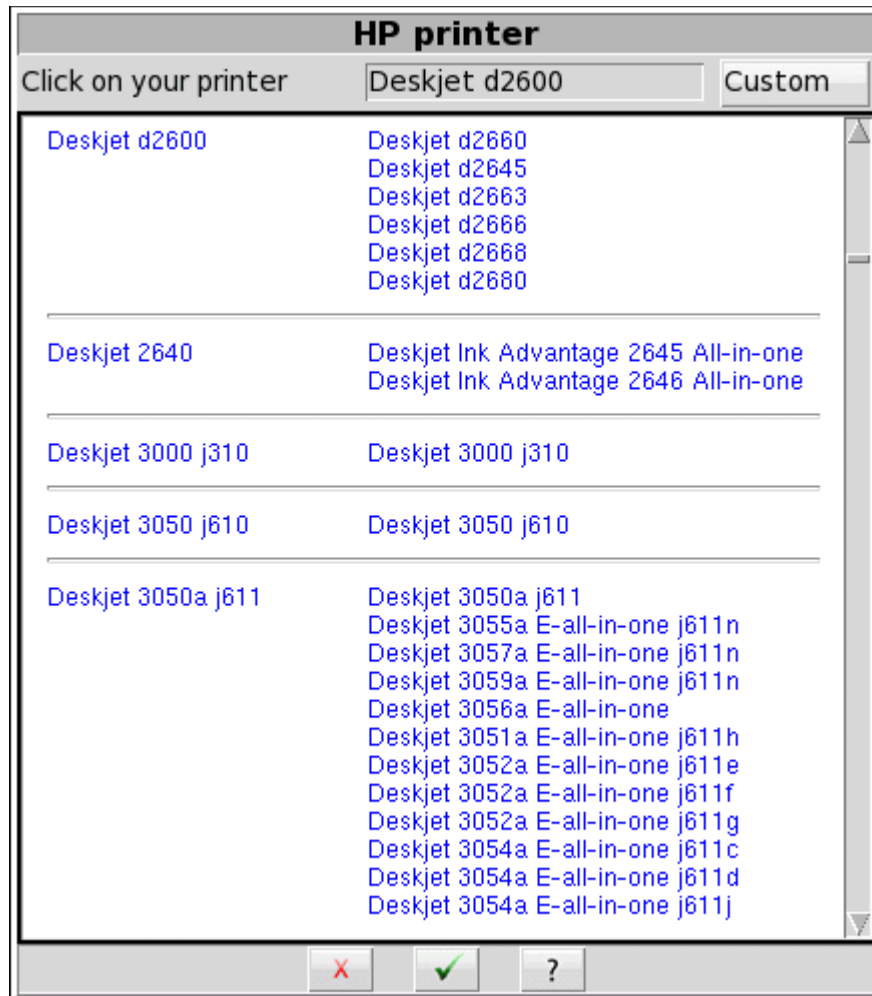 HP printer
Click on your printer Deskjet d2600 Custom
Deskjet d2600 Deskjet d2660
Deskjet d2645
Deskjet d2663
Deskjet d2666
Deskjet d2668
Deskjet d2680
Deskjet 2640 Deskjet Ink Advantage 2645 All-in-one
Deskjet Ink Advantage 2646 All-in-one
Deskjet 3000 j310 Deskjet 3000 j310
Deskjet 3050 j610 Deskjet 3050 j610
Deskjet 3050a j611 Deskjet 3050a j611
Deskjet 3055a E-all-in-one j611n
Deskjet 3057a E-all-in-one j611n
Deskjet 3059a E-all-in-one j611n
Deskjet 3056a E-all-in-one
Deskjet 3051a E-all-in-one j611h
Deskjet 3052a E-all-in-one j611e
Deskjet 3052a E-all-in-one j611f
Deskjet 3052a E-all-in-one j611g
Deskjet 3054a E-all-in-one j611c
Deskjet 3054a E-all-in-one j611d
Deskjet 3054a E-all-in-one j611j
?